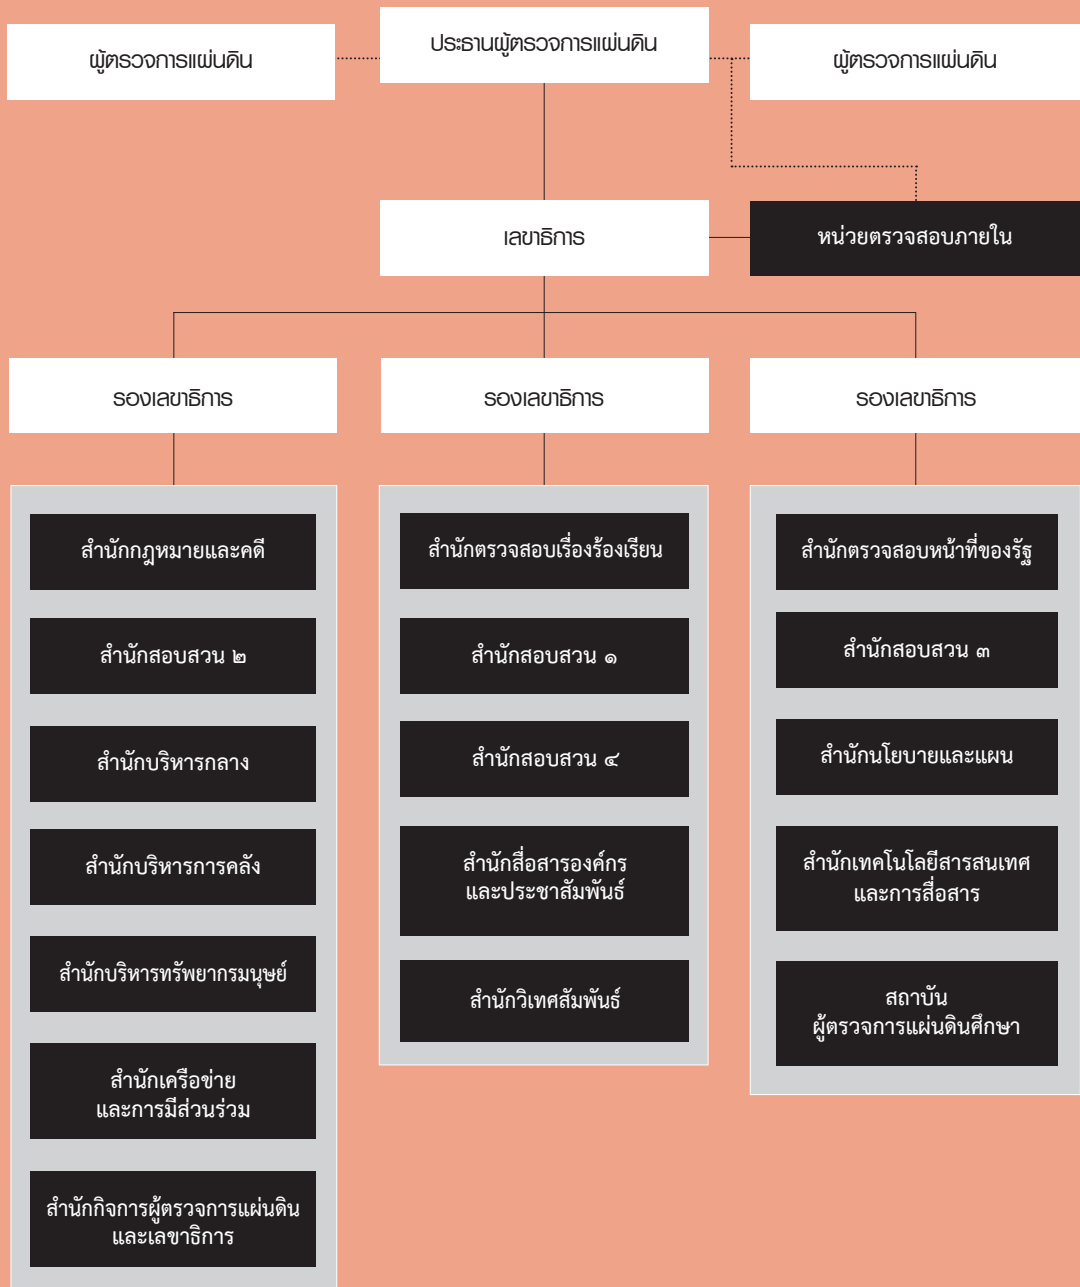 ผู้ตรวจการแผ่นดิน
ประธานผู้ตรวจการแผ่นดิน
ผู้ตรวจการแผ่นดิน
เลขาธิการ
หน่วยตรวจสอบภายใน
รองเลขาธิการ
รองเลขาธิการ
รองเลขาธิการ
สำนักกฎหมายและคดี
สำนักสอบสวน ๒
สำนักบริหารกลาง
สำนักบริหารการคลัง
สำนักบริหารทรัพยากรมนุษย์
สำนักเครือข่าย
และการมีส่วนร่วม
สำนักกิจการผู้ตรวจการแผ่นดิน
และเลขาธิการ
สำนักตรวจสอบเรื่องร้องเรียน
สำนักสอบสวน ๑
สำนักสอบสวน ๔
สำนักสื่อสารองค์กร
และประชาสัมพันธ์
สำนักวิเทศสัมพันธ์
สำนักตรวจสอบหน้าที่ของรัฐ
สำนักสอบสวน ๓
สำนักนโยบายและแผน
สำนักเทคโนโลยีสารสนเทศ
และการสื่อสาร
สถาบัน
ผู้ตรวจการแผ่นดินศึกษา